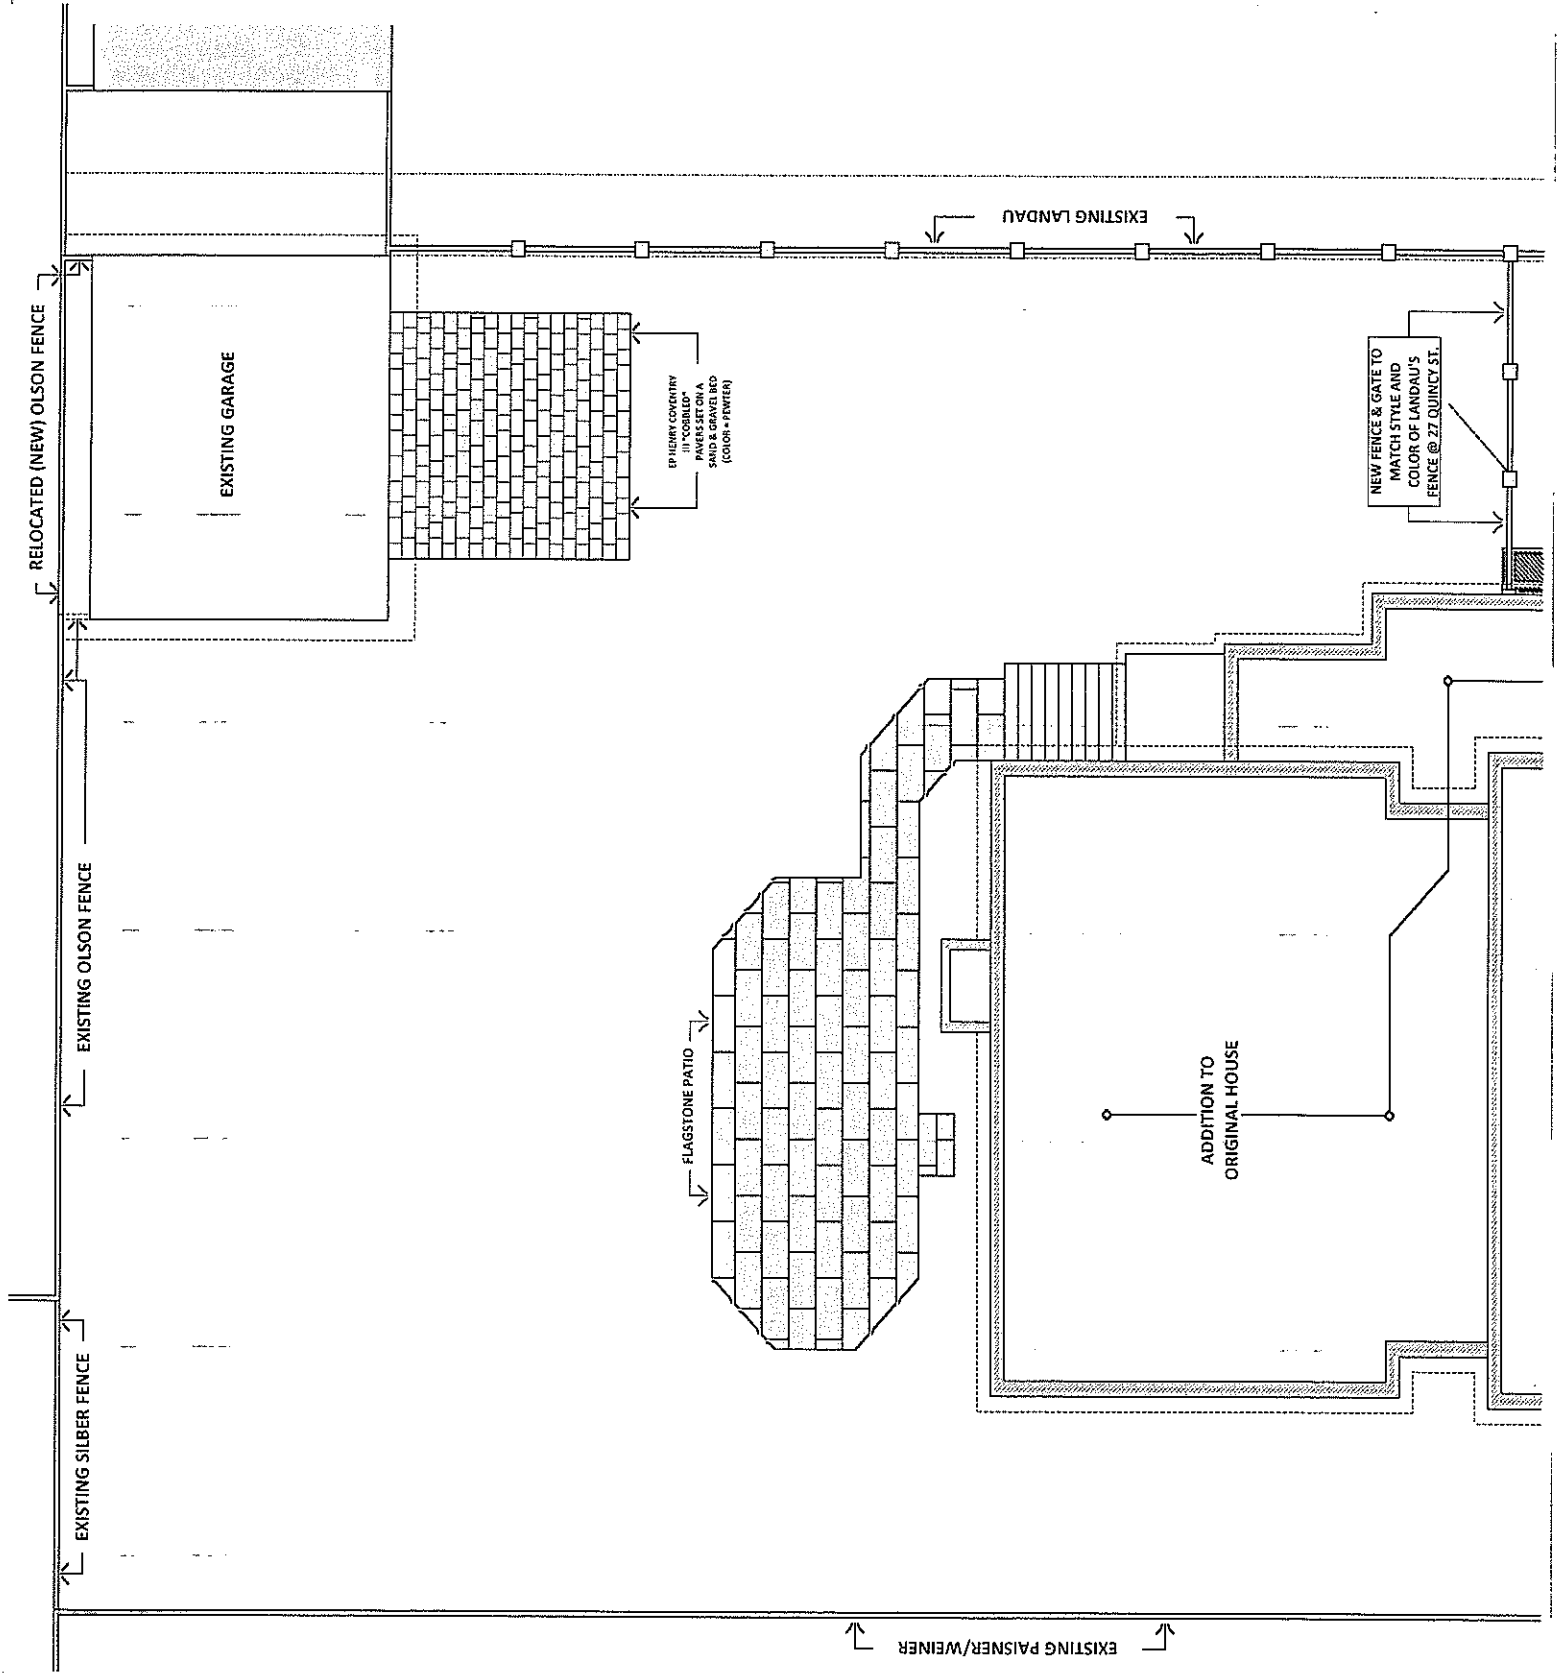 RELOCATED (NEW) OLSON FENCE
EXISTING OLSON FENCE
EXISTING SILBER FENCE
EXISTING GARAGE
EP HENRY COVENTRY
III "COBBLED"
PAVERS SET ON A
SAND & GRAVEL BED
(COLOR = PEWTER)
EXISTING LANDAU
NEW FENCE & GATE TO
MATCH STYLE AND
COLOR OF LANDAU'S
FENCE @ 27 QUINCY ST.
FLAGSTONE PATIO
ADDITION TO
ORIGINAL HOUSE
EXISTING PAISNER/WEINER